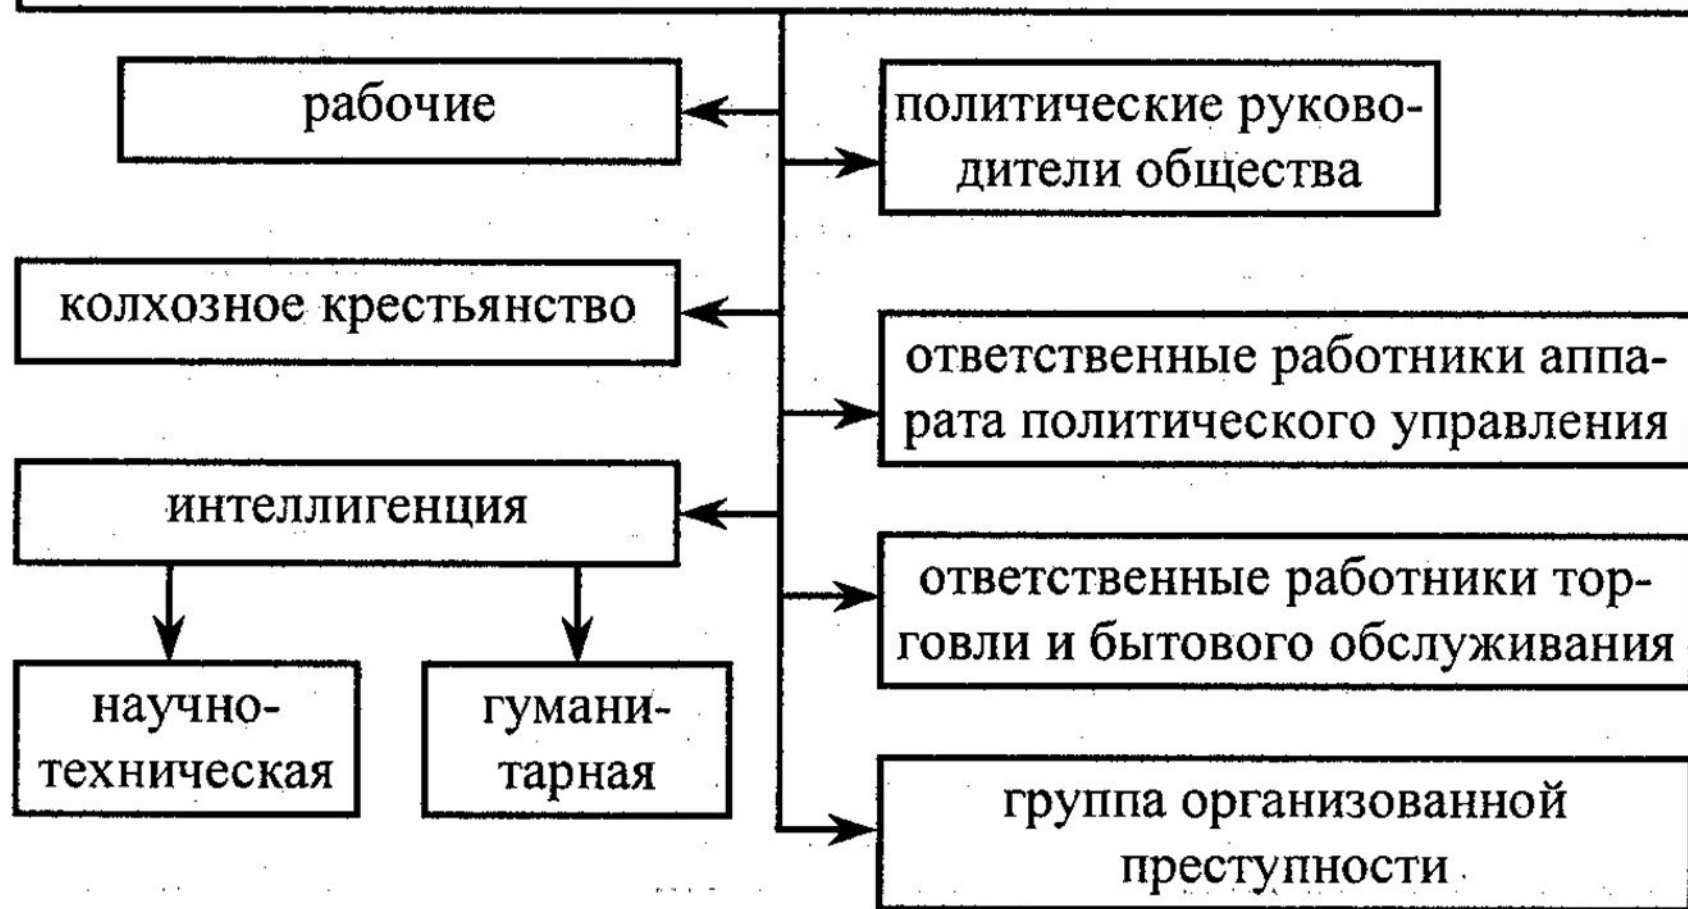 рабочие
политические руково-
дители общества
колхозное крестьянство
ответственные работники аппа-
рата политического управления
интеллигенция
ответственные работники тор-
говли и бытового обслуживания
научно-
техническая
гумани-
тарная
группа организованной
преступности